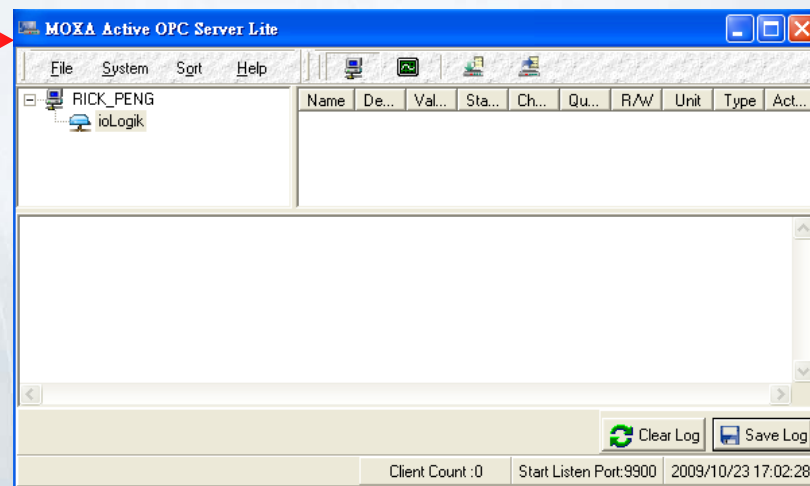 MOXA Active OPC Server Lite
File System Sort Help
RICK_PENG
ioLogik
Name De... Val... Sta... Ch... Qu... R/W Unit Type Act...
Clear Log Save Log
Client Count :0 Start Listen Port:9900 2009/10/23 17:02:28